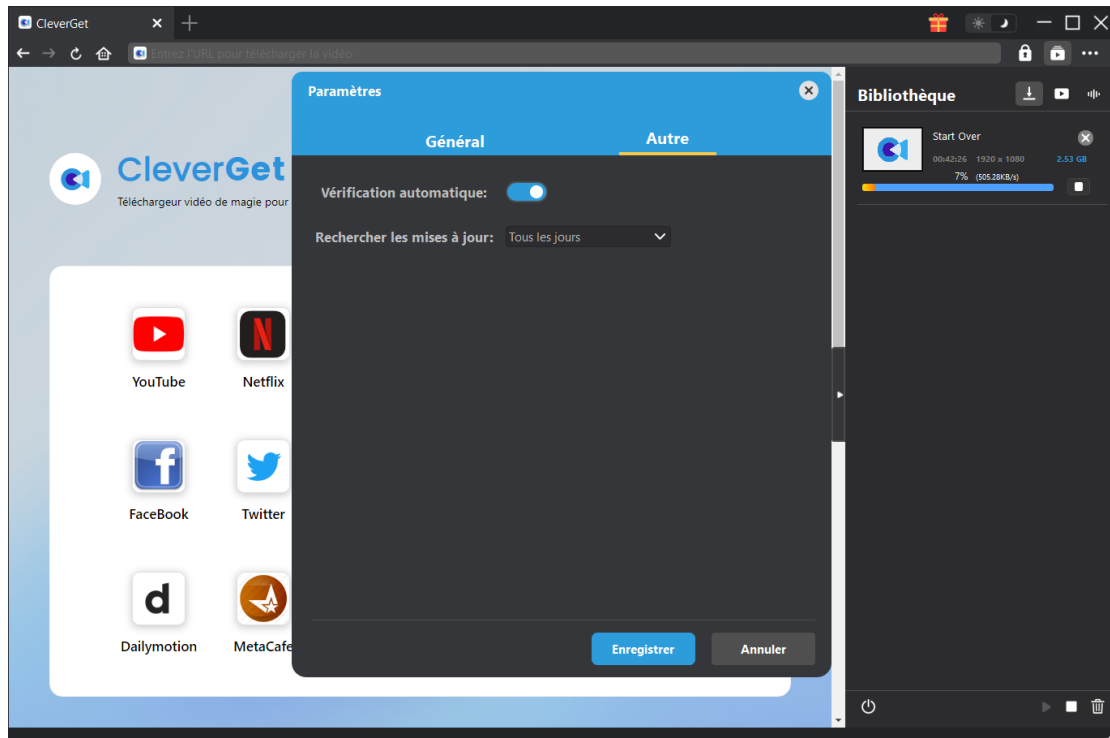 CleverGet
Entrez l'URL pour télécharger la vidéo
Paramètres
Général
Autre
Vérification automatique:
Rechercher les mises à jour: Tous les jours
Enregistrer
Annuler
CleverGet
Téléchargeur vidéo de magie pour
YouTube
Netflix
FaceBook
Twitter
d
Dailymotion
MetaCafe
Bibliothèque
Start Over
00:42:26 1920 x 1080 2.53 GB
7% (505.28KB/s)